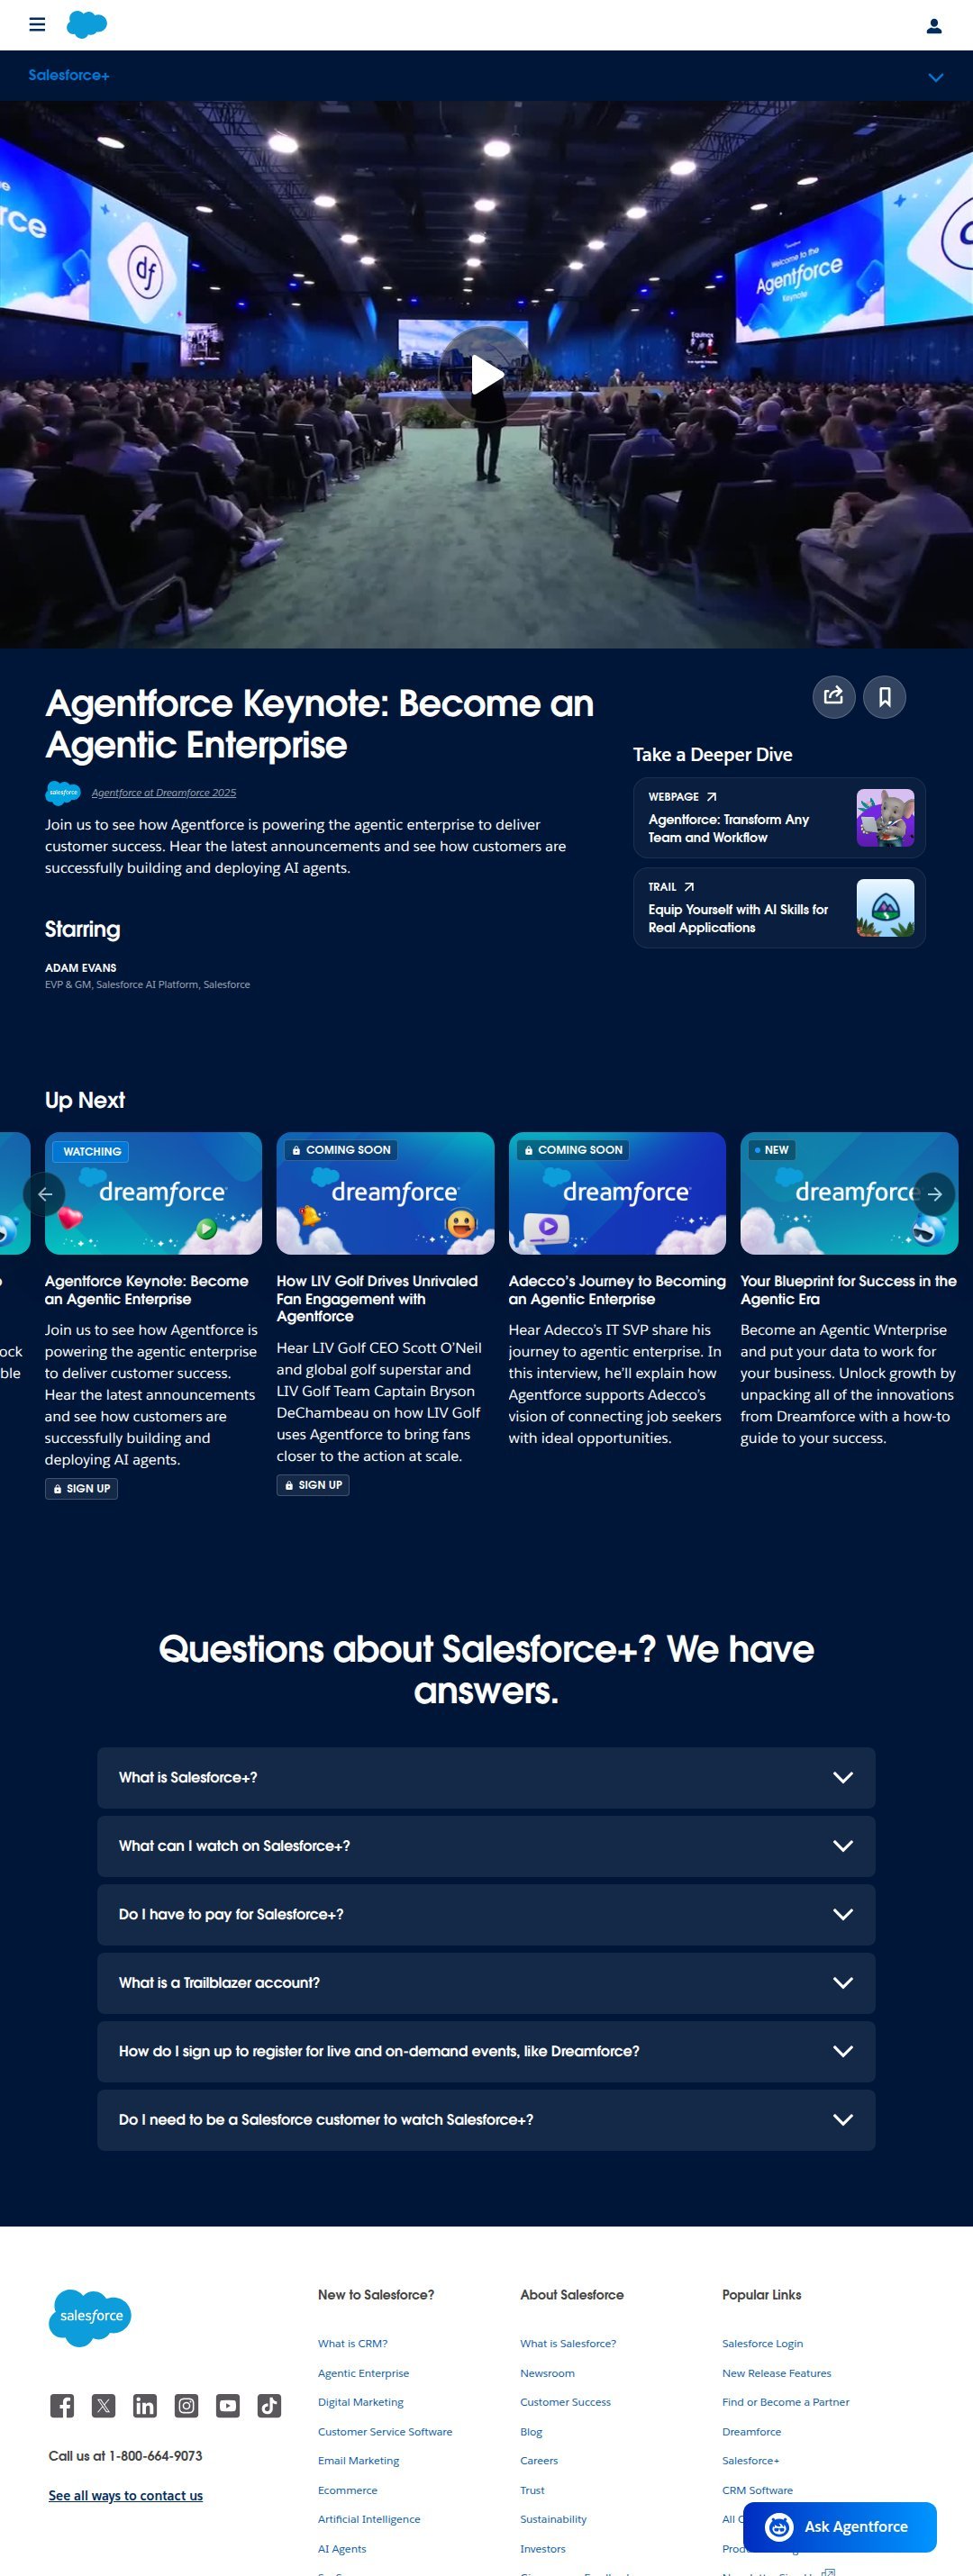 Salesforce+
rce
df
Welcome to the
Agentforce
Keynote
Agentforce Keynote: Become an
Agentic Enterprise
salesforce
Agentforce at Dreamforce 2025
Join us to see how Agentforce is powering the agentic enterprise to deliver
customer success. Hear the latest announcements and see how customers are
successfully building and deploying AI agents.
Starring
ADAM EVANS
EVP & GM, Salesforce AI Platform, Salesforce
Take a Deeper Dive
WEBPAGE
Agentforce: Transform Any
Team and Workflow
TRAIL
Equip Yourself with AI Skills for
Real Applications
Up Next
ock
ble
WATCHING
dreamforce
Agentforce Keynote: Become
an Agentic Enterprise
Join us to see how Agentforce is
powering the agentic enterprise
to deliver customer success.
Hear the latest announcements
and see how customers are
successfully building and
deploying AI agents.
SIGN UP
COMING SOON
dreamforce
How LIV Golf Drives Unrivaled
Fan Engagement with
Agentforce
Hear LIV Golf CEO Scott O'Neil
and global golf superstar and
LIV Golf Team Captain Bryson
DeChambeau on how LIV Golf
uses Agentforce to bring fans
closer to the action at scale.
SIGN UP
COMING SOON
dreamforce
Adecco's Journey to Becoming
an Agentic Enterprise
Hear Adecco's IT SVP share his
journey to agentic enterprise. In
this interview, he'll explain how
Agentforce supports Adecco's
vision of connecting job seekers
with ideal opportunities.
NEW
dreamforce
Your Blueprint for Success in the
Agentic Era
Become an Agentic Wnterprise
and put your data to work for
your business. Unlock growth by
unpacking all of the innovations
from Dreamforce with a how-to
guide to your success.
Questions about Salesforce+? We have
answers.
What is Salesforce+?
What can I watch on Salesforce+?
Do I have to pay for Salesforce+?
What is a Trailblazer account?
How do I sign up to register for live and on-demand events, like Dreamforce?
Do I need to be a Salesforce customer to watch Salesforce+?
salesforce
Call us at 1-800-664-9073
See all ways to contact us
New to Salesforce?
What is CRM?
Agentic Enterprise
Digital Marketing
Customer Service Software
Email Marketing
Ecommerce
Artificial Intelligence
AI Agents
About Salesforce
What is Salesforce?
Newsroom
Customer Success
Blog
Careers
Trust
Sustainability
Investors
Popular Links
Salesforce Login
New Release Features
Find or Become a Partner
Dreamforce
Salesforce+
CRM Software
All
Ask Agentforce